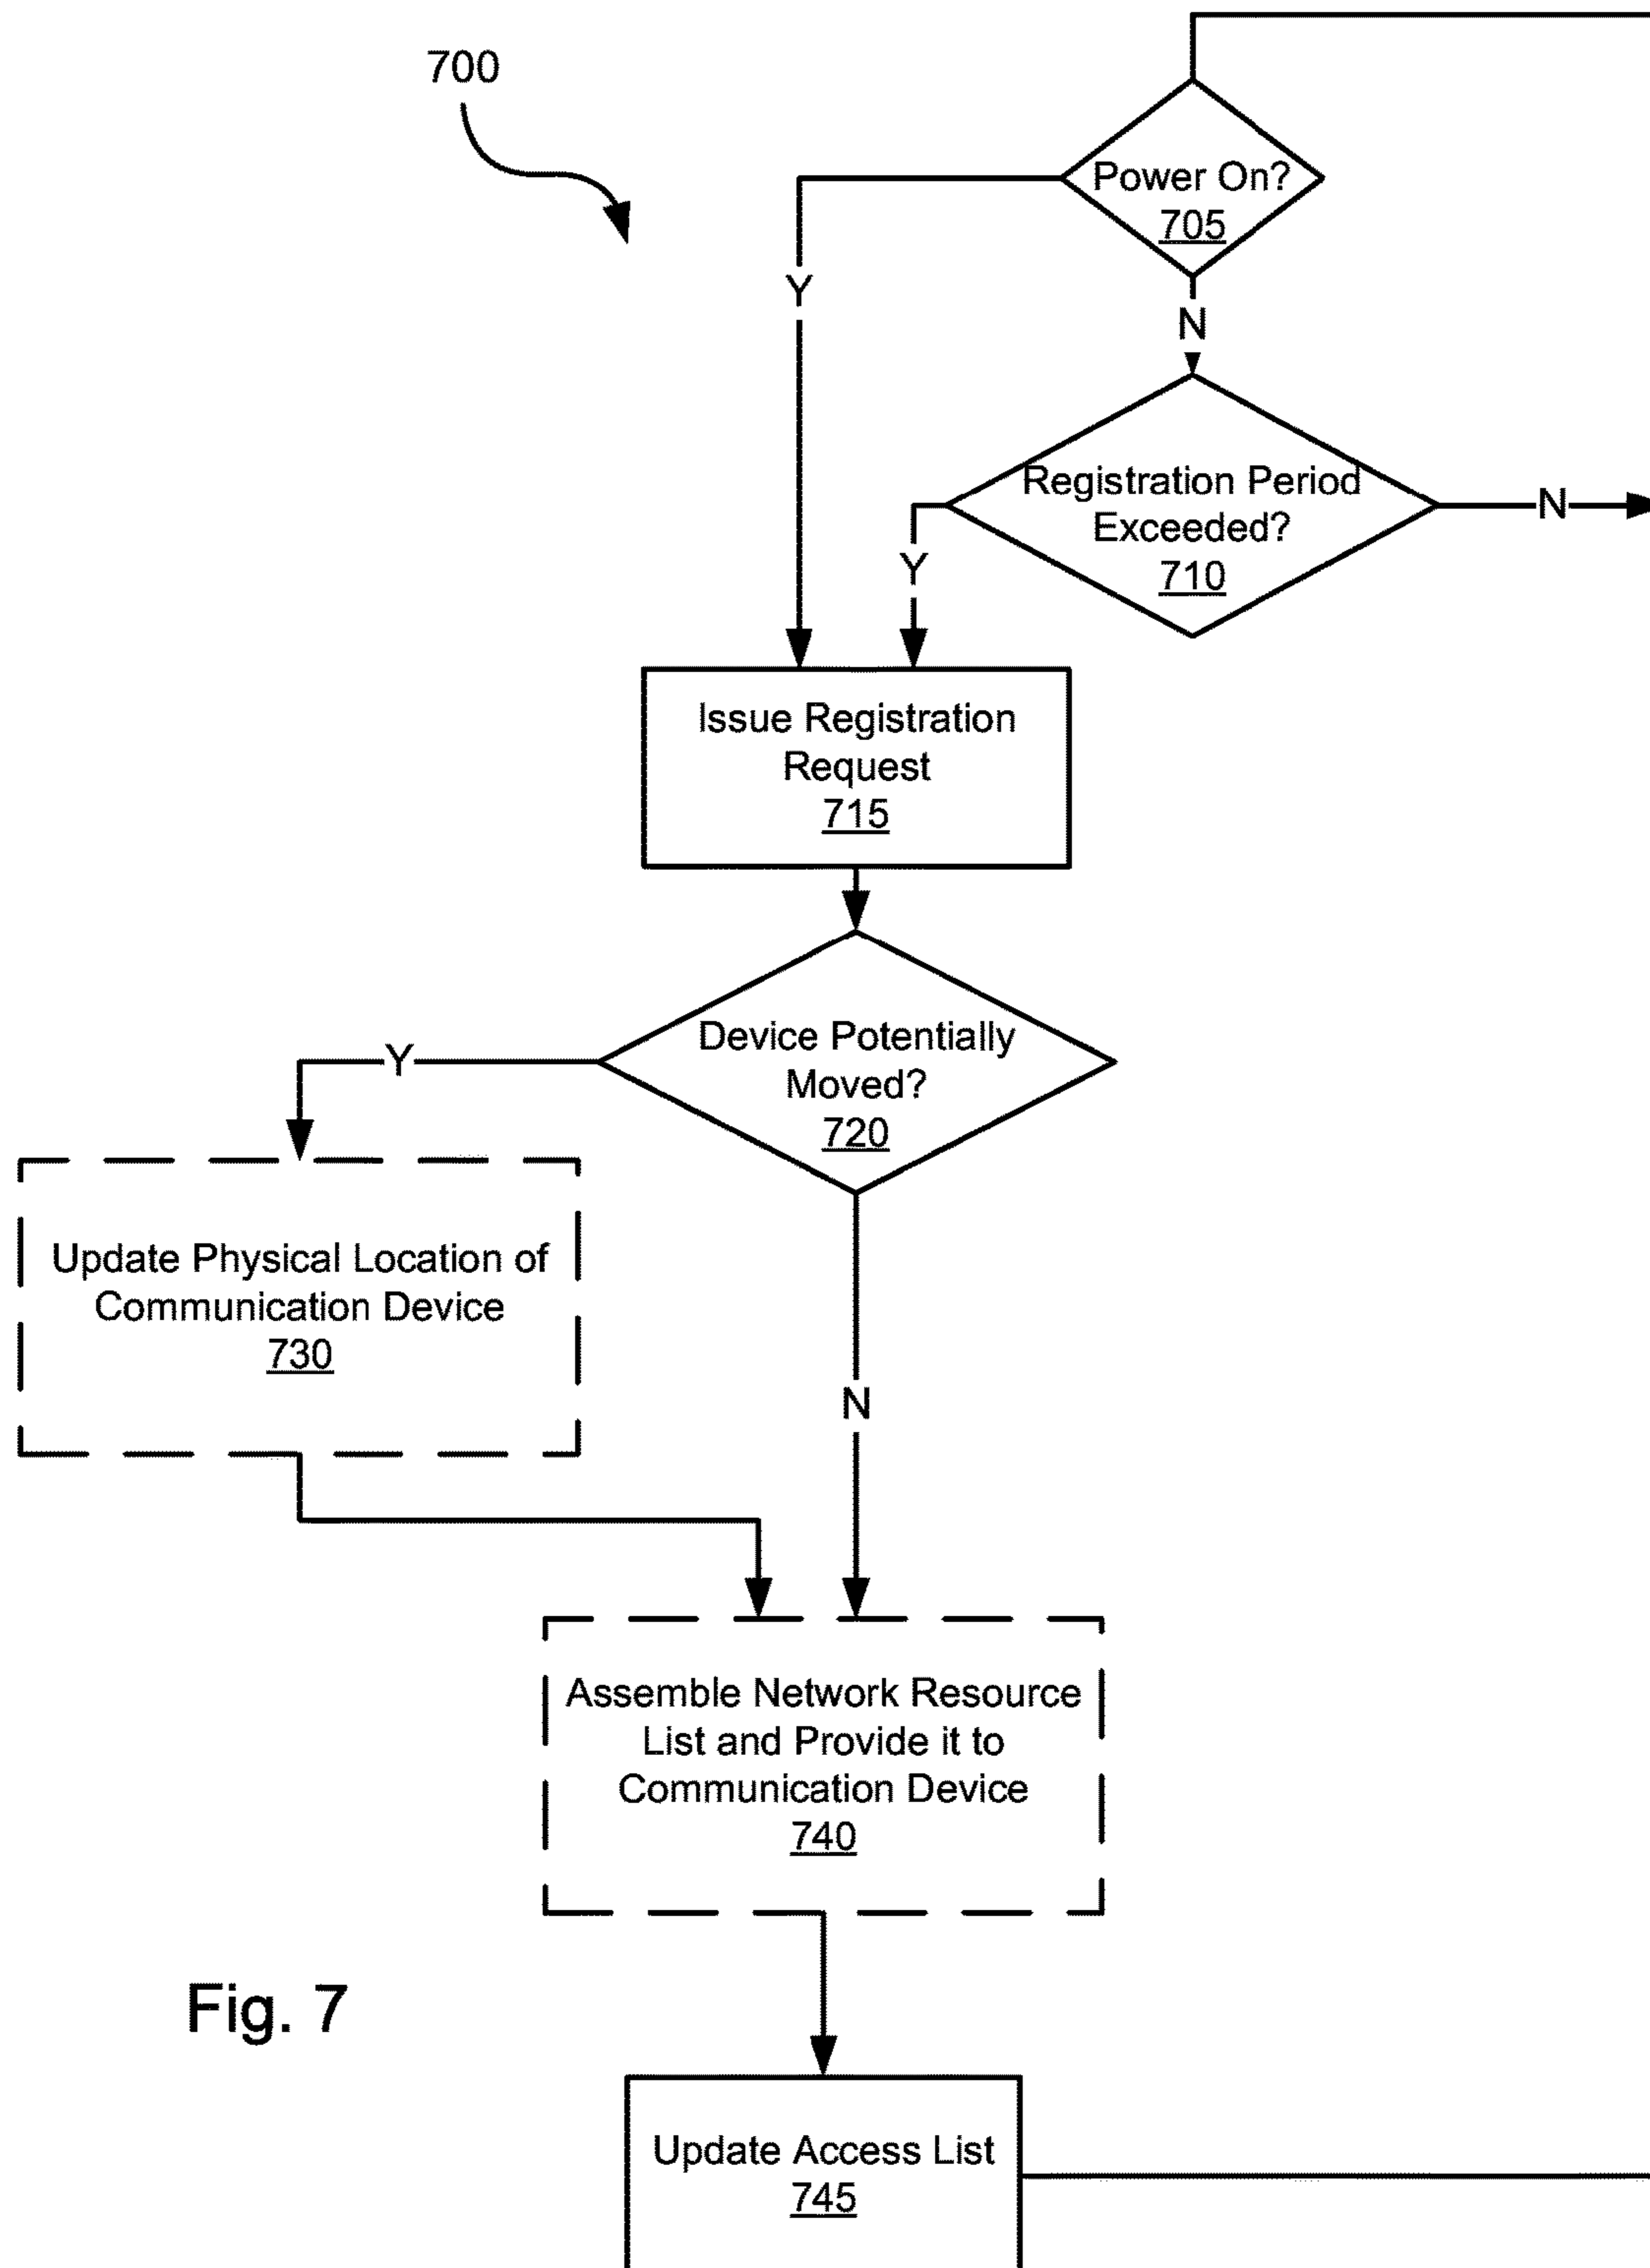 700
Power On?
705
Y
N
Registration Period
Exceeded?
710
N
Y
Issue Registration
Request
715
Device Potentially
Moved?
720
Y
Update Physical Location of
Communication Device
730
N
Assemble Network Resource
List and Provide it to
Communication Device
740
Fig. 7
Update Access List
745